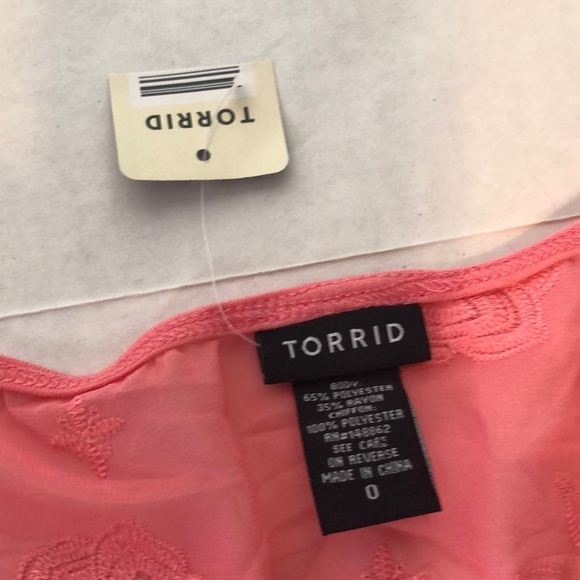 TORRID
TORRID
BODY:
65% POLYESTER
35% RAYON
CHIFFON:
100% POLYESTER
RN#148862
SEE CARE
ON REVERSE
MADE IN CHINA
0